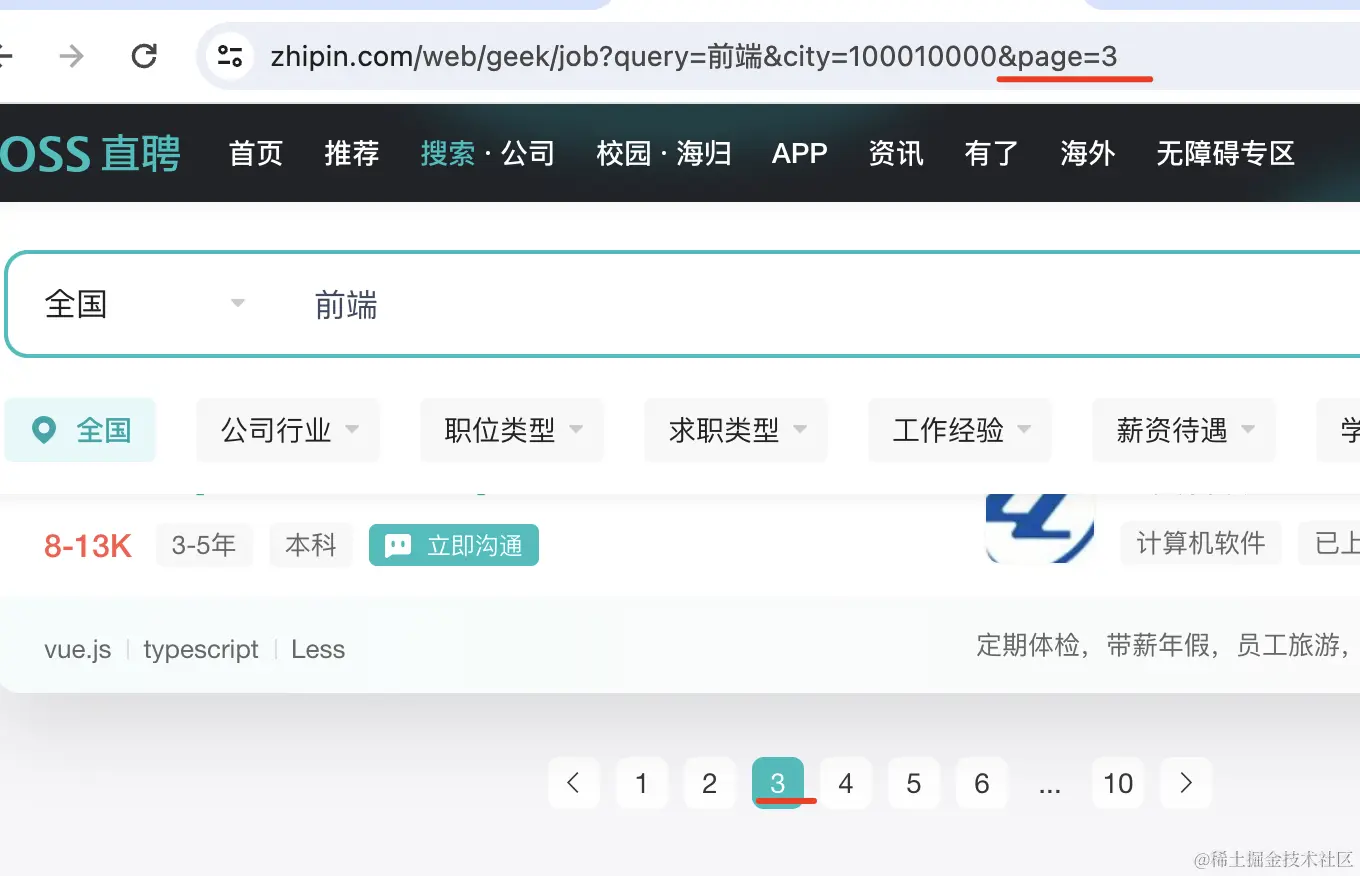 zhipin.com/web/geek/job?query=前端&city=100010000&page=3
OSS 直聘 首页 推荐 搜索 · 公司 校园 · 海归 APP 资讯 有了 海外 无障碍专区
全国 前端
全国 公司行业 职位类型 求职类型 工作经验 薪资待遇 学
8-13K 3-5年 本科 立即沟通 计算机软件 已上
vue.js typescript Less 定期体检，带薪年假，员工旅游，
1 2 3 4 5 6 ... 10
@稀土掘金技术社区